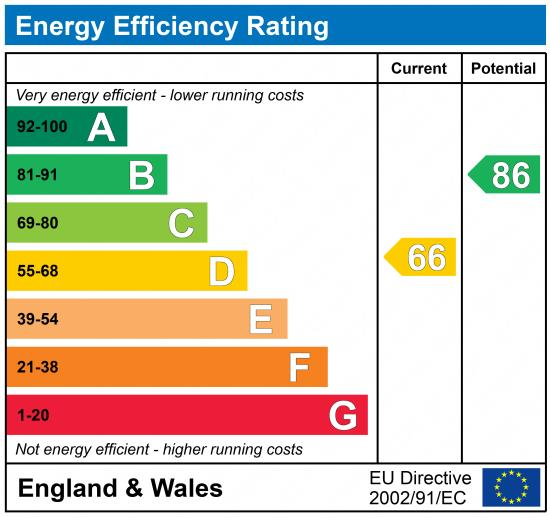 Energy Efficiency Rating
Current Potential
Very energy efficient - lower running costs
92-100 A
81-91 B
86
69-80 C
55-68 D
66
39-54 E
21-38 F
1-20 G
Not energy efficient - higher running costs
England & Wales
EU Directive
2002/91/EC